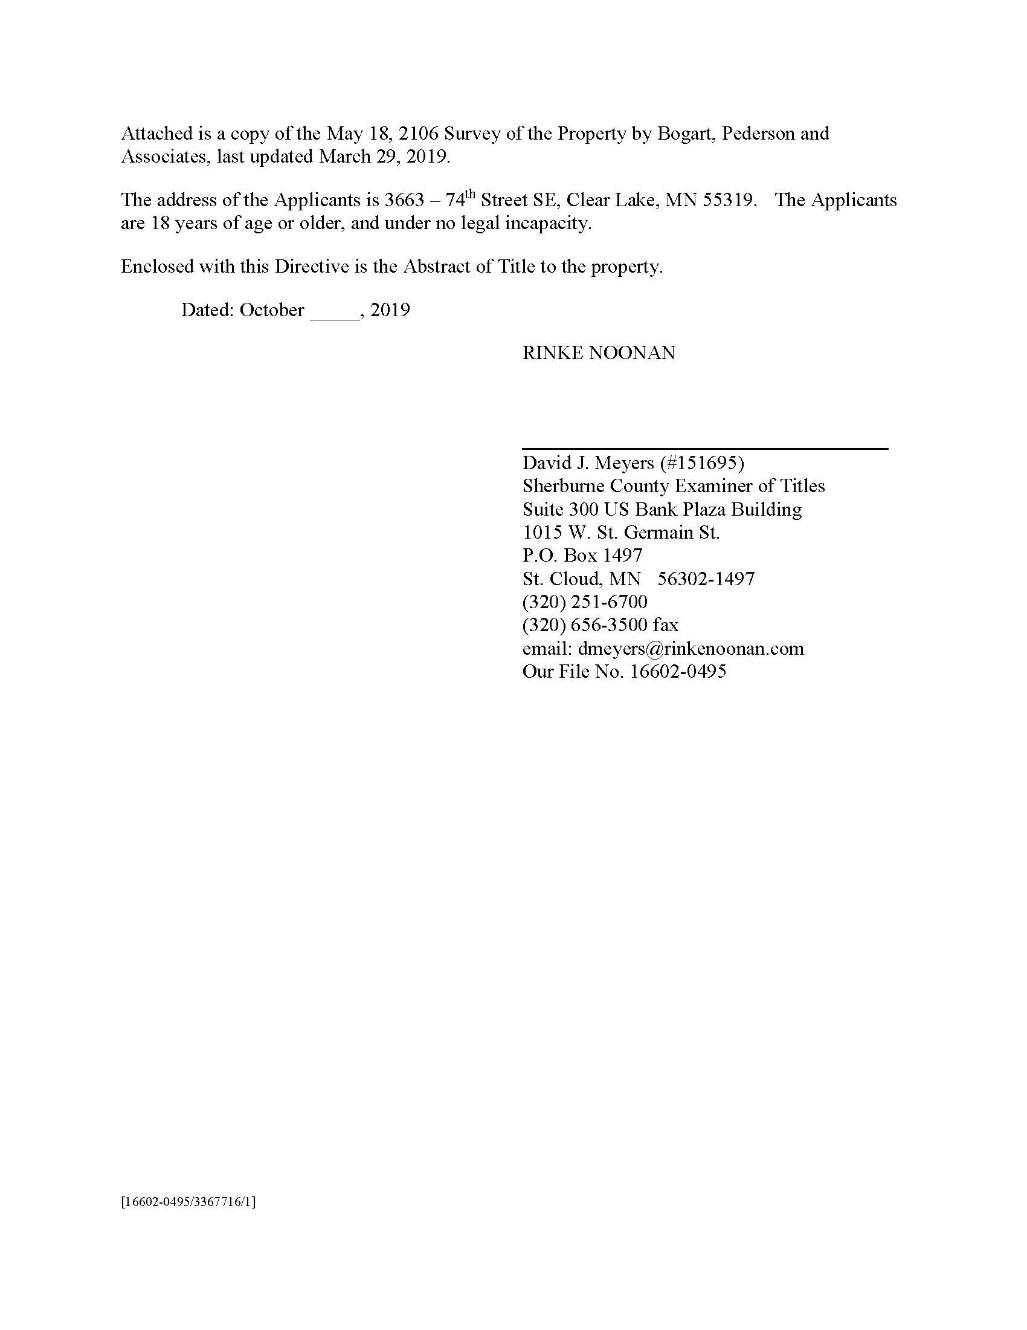 Attached is a copy of the May 18, 2106 Survey of the Property by Bogart, Pederson and
Associates, last updated March 29, 2019.
The address of the Applicants is 3663 – 74th Street SE, Clear Lake, MN 55319. The Applicants
are 18 years of age or older, and under no legal incapacity.
Enclosed with this Directive is the Abstract of Title to the property.
Dated: October _____, 2019
RINKE NOONAN
David J. Meyers (#151695)
Sherburne County Examiner of Titles
Suite 300 US Bank Plaza Building
1015 W. St. Germain St.
P.O. Box 1497
St. Cloud, MN 56302-1497
(320) 251-6700
(320) 656-3500 fax
email: dmeyers@rinkenoonan.com
Our File No. 16602-0495
[16602-0495/3367716/1]